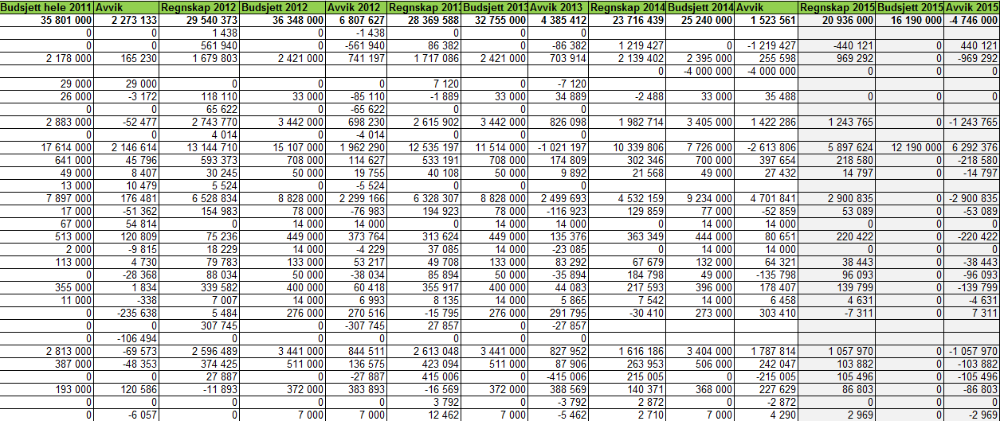 Budsjett hele 2011 Avvik Regnskap 2012 Budsjett 2012 Avvik 2012 Regnskap 2013 Budsjett 2013 Avvik 2013 Regnskap 2014 Budsjett 2014 Avvik Regnskap 2015 Budsjett 2015 Avvik 2015
35 801 000 2 273 133 29 540 373 36 348 000 6 807 627 28 369 588 32 755 000 4 385 412 23 716 439 25 240 000 1 523 561 20 936 000 16 190 000 -4 746 000
0 0 1 438 0 -1 438 0 0 0
0 0 561 940 0 -561 940 86 382 0 -86 382 1 219 427 0 -1 219 427 -440 121 0 440 121
2 178 000 165 230 1 679 803 2 421 000 741 197 1 717 086 2 421 000 703 914 2 139 402 2 395 000 255 598 969 292 0 -969 292
0 -4 000 000 -4 000 000 0 0 0
29 000 29 000 0 0 0 7 120 0 -7 120
26 000 -3 172 118 110 33 000 -85 110 -1 889 33 000 34 889 -2 488 33 000 35 488 0 0 0
0 0 65 622 0 -65 622 0 0 0
2 883 000 -52 477 2 743 770 3 442 000 698 230 2 615 902 3 442 000 826 098 1 982 714 3 405 000 1 422 286 1 243 765 0 -1 243 765
0 0 4 014 0 -4 014 0 0 0
17 614 000 2 146 614 13 144 710 15 107 000 1 962 290 12 535 197 11 514 000 -1 021 197 10 339 806 7 726 000 -2 613 806 5 897 624 12 190 000 6 292 376
641 000 45 796 593 373 708 000 114 627 533 191 708 000 174 809 302 346 700 000 397 654 218 580 0 -218 580
49 000 8 407 30 245 50 000 19 755 40 108 50 000 9 892 21 568 49 000 27 432 14 797 0 -14 797
13 000 10 479 5 524 0 -5 524 0 0 0
7 897 000 176 481 6 528 834 8 828 000 2 299 166 6 328 307 8 828 000 2 499 693 4 532 159 9 234 000 4 701 841 2 900 835 0 -2 900 835
17 000 -51 362 154 983 78 000 -76 983 194 923 78 000 -116 923 129 859 77 000 -52 859 53 089 0 -53 089
67 000 54 814 0 14 000 14 000 0 14 000 14 000 0 14 000 14 000 0 0 0
513 000 120 809 75 236 449 000 373 764 313 624 449 000 135 376 363 349 444 000 80 651 220 422 0 -220 422
2 000 -9 815 18 229 14 000 -4 229 37 085 14 000 -23 085 0 14 000 14 000 0 0 0
113 000 4 730 79 783 133 000 53 217 49 708 133 000 83 292 67 679 132 000 64 321 38 443 0 -38 443
0 -28 368 88 034 50 000 -38 034 85 894 50 000 -35 894 184 798 49 000 -135 798 96 093 0 -96 093
355 000 1 834 339 582 400 000 60 418 355 917 400 000 44 083 217 593 396 000 178 407 139 799 0 -139 799
11 000 -338 7 007 14 000 6 993 8 135 14 000 5 865 7 542 14 000 6 458 4 631 0 -4 631
0 -235 638 5 484 276 000 270 516 -15 795 276 000 291 795 -30 410 273 000 303 410 -7 311 0 7 311
0 0 307 745 0 -307 745 27 857 0 -27 857
0 -106 494 0 0 0 0 0 0
2 813 000 -69 573 2 596 489 3 441 000 844 511 2 613 048 3 441 000 827 952 1 616 186 3 404 000 1 787 814 1 057 970 0 -1 057 970
387 000 -48 353 374 425 511 000 136 575 423 094 511 000 87 906 263 953 506 000 242 047 103 882 0 -103 882
0 0 27 887 0 -27 887 415 006 0 -415 006 215 005 0 -215 005 105 496 0 -105 496
193 000 120 586 -11 893 372 000 383 893 -16 569 372 000 388 569 140 371 368 000 227 629 86 803 0 -86 803
0 0 0 0 0 3 792 0 -3 792 2 872 0 -2 872 0 0 0
0 -6 057 0 7 000 7 000 12 462 7 000 -5 462 2 710 7 000 4 290 2 969 0 -2 969